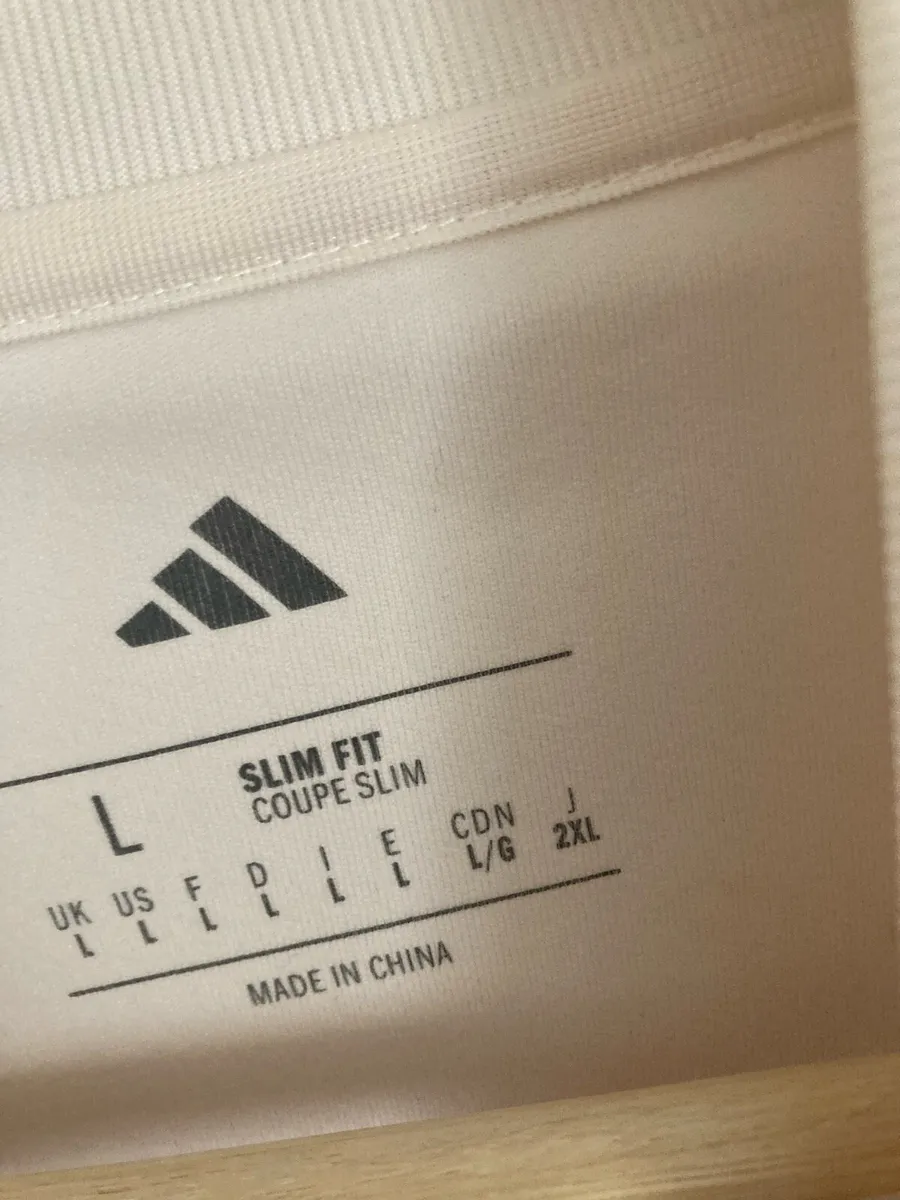 L
SLIM FIT
COUPE SLIM
UK US F D I E CDN J
L L L L L L L/G 2XL
MADE IN CHINA